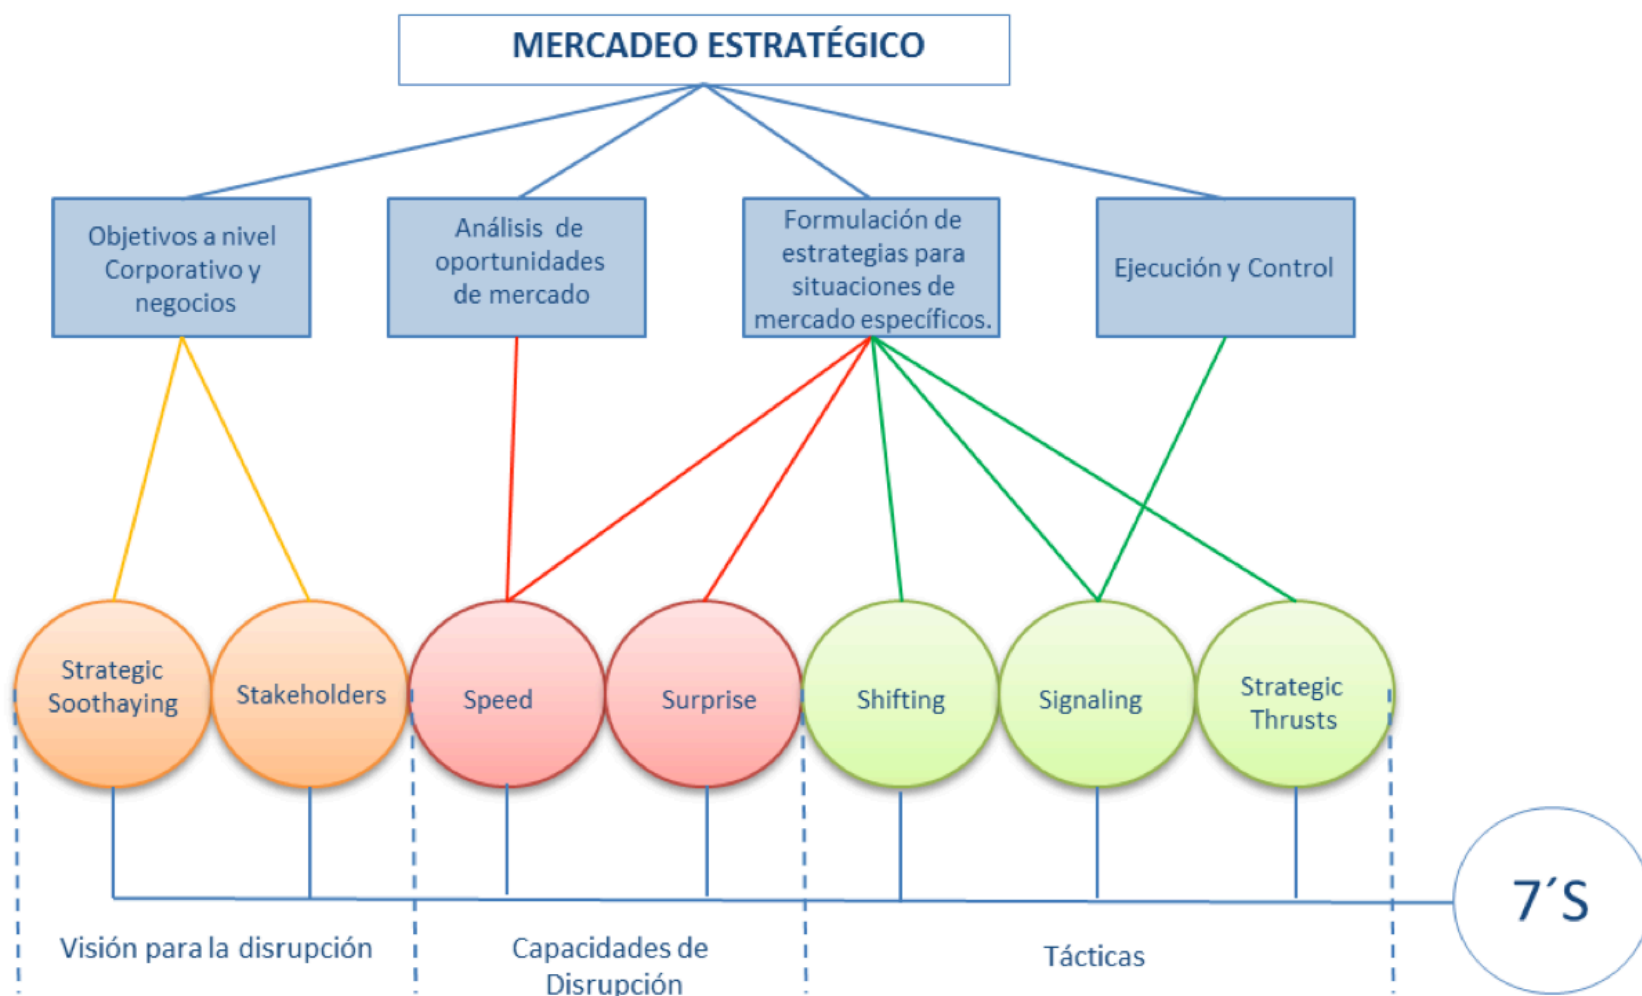 MERCADEO ESTRATÉGICO
Objetivos a nivel
Corporativo y
negocios
Análisis de
oportunidades
de mercado
Formulación de
estrategias para
situaciones de
mercado específicos.
Ejecución y Control
Strategic
Soothaying
Stakeholders
Speed
Surprise
Shifting
Signaling
Strategic
Thrusts
7´S
Visión para la disrupción
Capacidades de
Disrupción
Tácticas